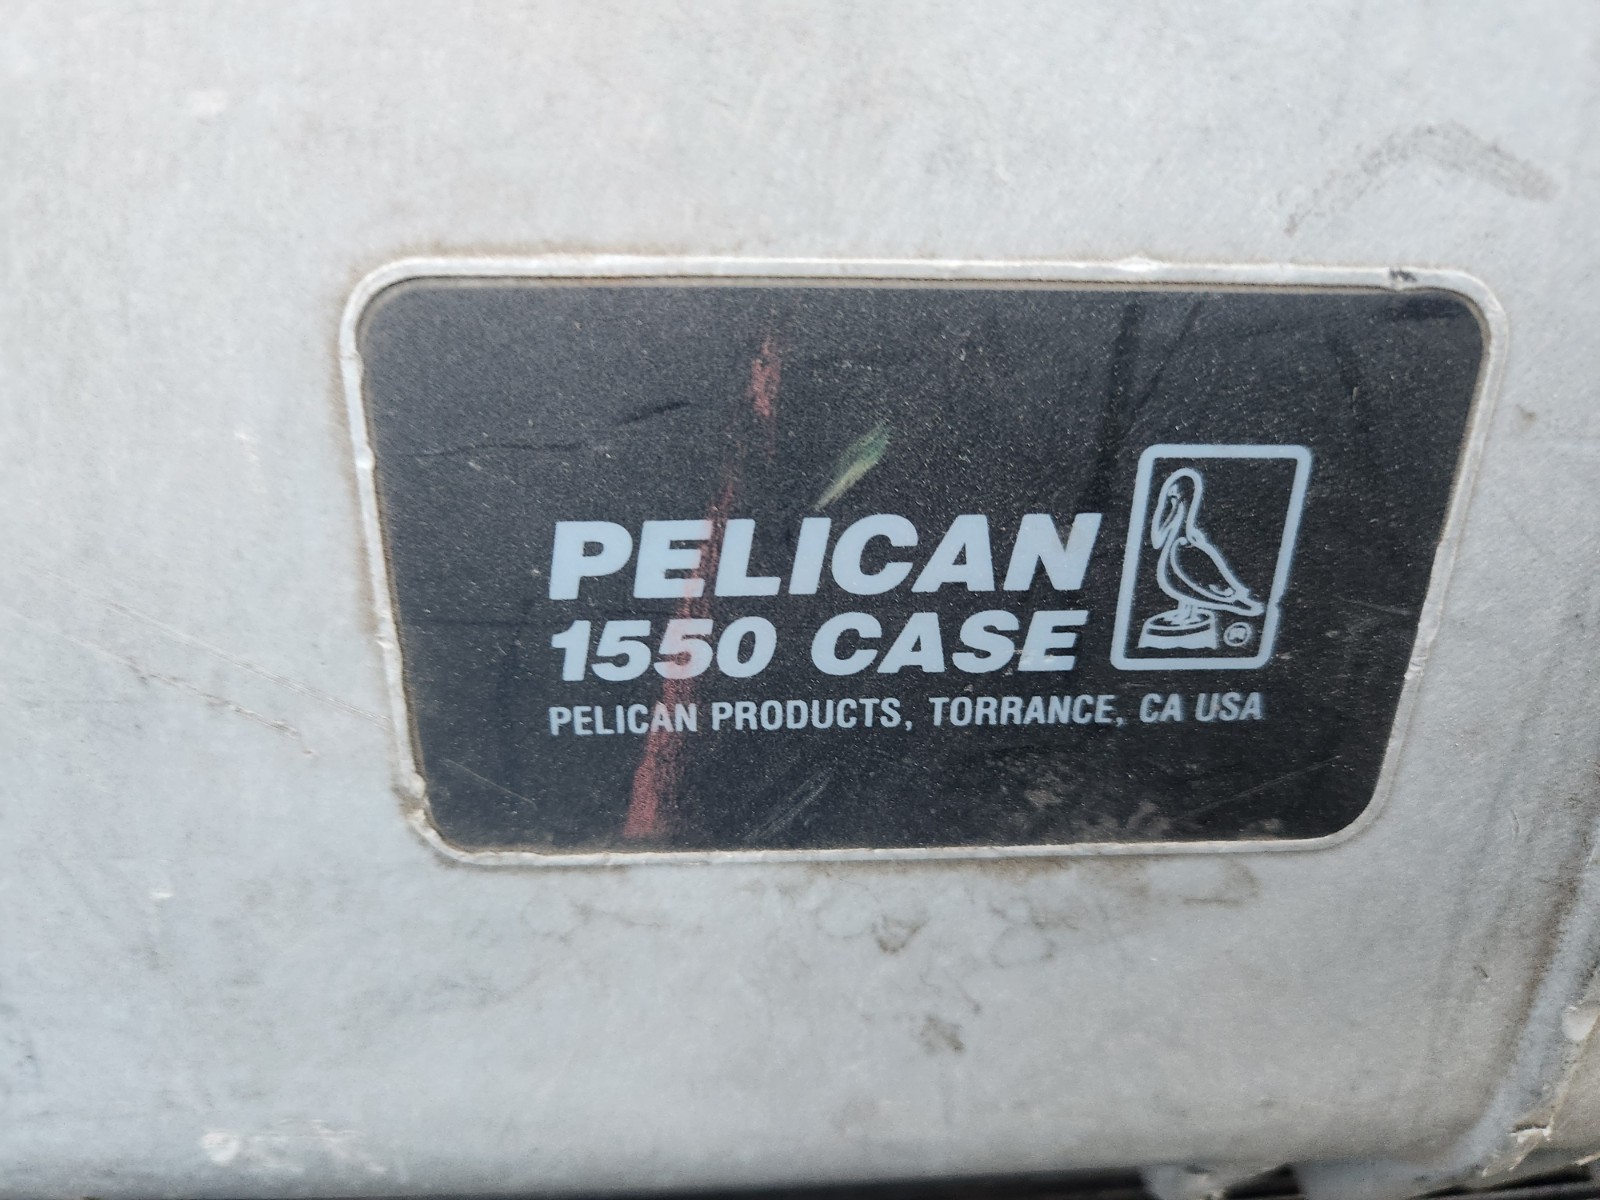 PELICAN
1550 CASE
PELICAN PRODUCTS, TORRANCE, CA USA